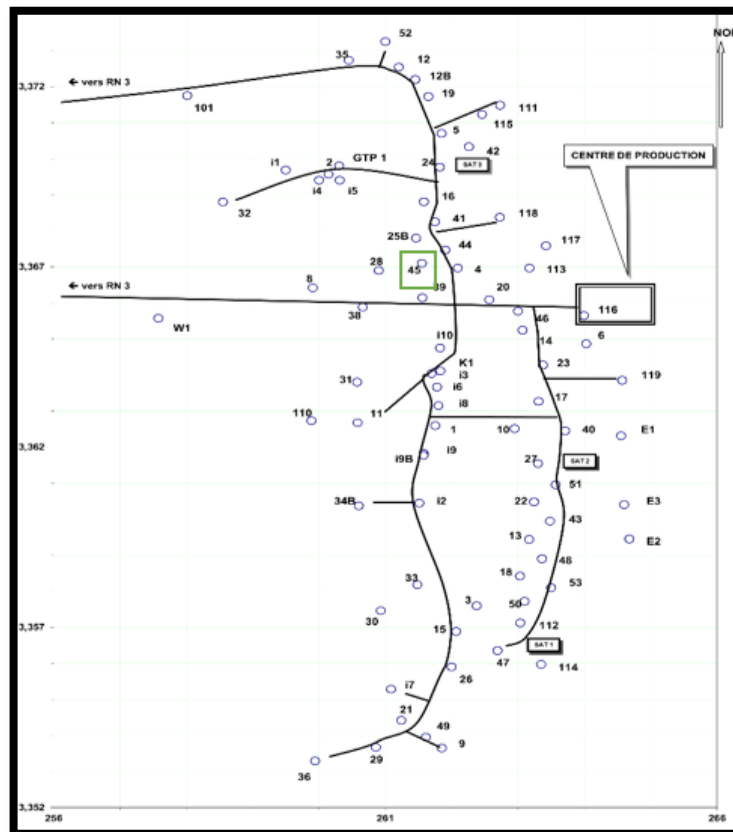 52
NOI
35
12
← vers RN 3
12B
3,372
19
111
101
115
5
42
GTP 1
2
24
SAT 3
CENTRE DE PRODUCTION
i1
i4
i5
16
32
118
41
25B
44
117
3,367
28
45
4
113
← vers RN 3
8
39
20
116
38
46
W1
14
6
i10
K1
23
i3
119
31
i6
17
i8
110
11
1
10
40
E1
3,362
i9
i9B
27
SAT 2
51
34B
i2
22
E3
43
13
E2
48
18
33
53
3
50
30
112
3,357
15
SAT 1
47
114
26
i7
21
49
9
29
36
3,352
256
261
266